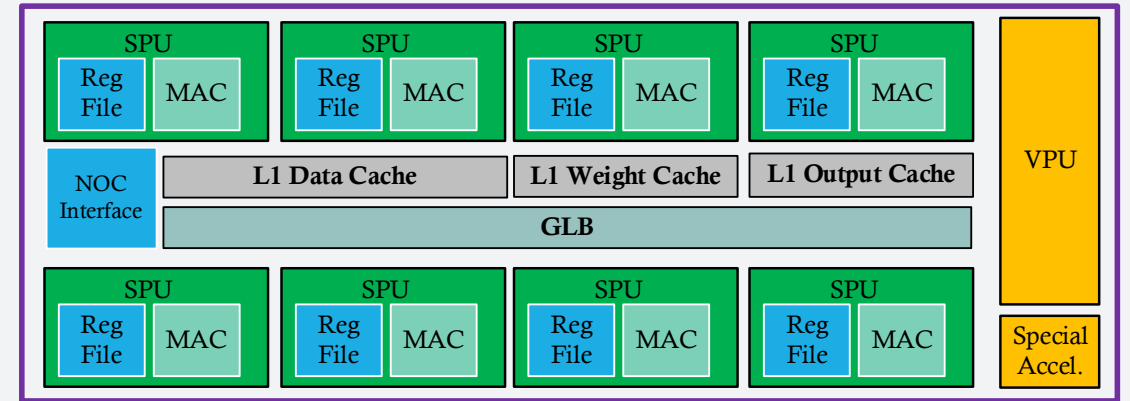 SPU
Reg
File
MAC
SPU
Reg
File
MAC
SPU
Reg
File
MAC
SPU
Reg
File
MAC
VPU
NOC
Interface
L1 Data Cache
L1 Weight Cache
L1 Output Cache
GLB
SPU
Reg
File
MAC
SPU
Reg
File
MAC
SPU
Reg
File
MAC
SPU
Reg
File
MAC
Special
Accel.